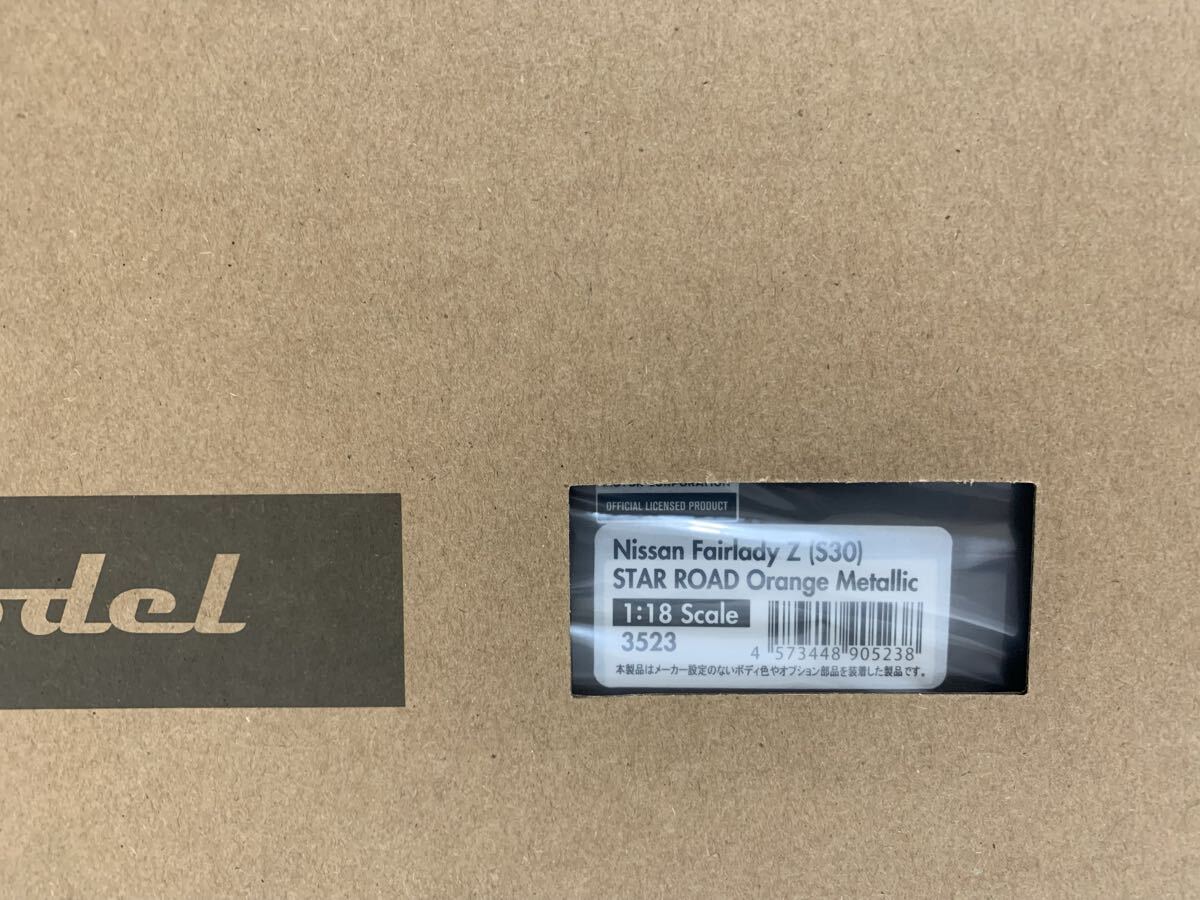 odel
MOTOR CORPORATION
OFFICIAL LICENSED PRODUCT
Nissan Fairlady Z (S30)
STAR ROAD Orange Metallic
1:18 Scale
3523
4 573448 905238
本製品はメーカー設定のないボディ色やオプション部品を装着した製品です。